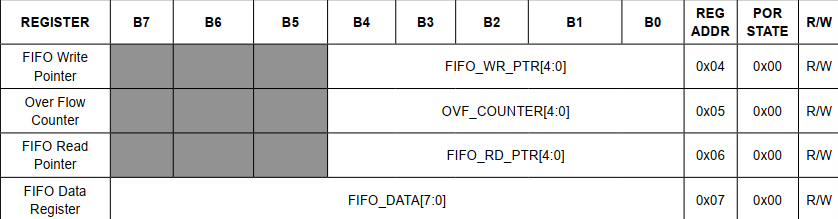 REGISTER B7 B6 B5 B4 B3 B2 B1 B0 REG ADDR POR STATE R/W
FIFO Write Pointer FIFO_WR_PTR[4:0] 0x04 0x00 R/W
Over Flow Counter OVF_COUNTER[4:0] 0x05 0x00 R/W
FIFO Read Pointer FIFO_RD_PTR[4:0] 0x06 0x00 R/W
FIFO Data Register FIFO_DATA[7:0] 0x07 0x00 R/W